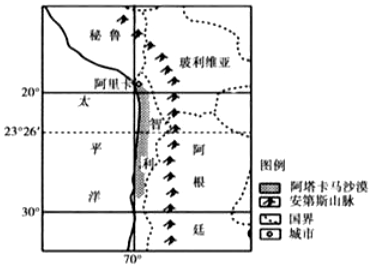 秘鲁
玻利维亚
阿里卡
20°
太
智
23°26′
平
阿
利
根
洋
30°
廷
70°
图例
阿塔卡马沙漠
安第斯山脉
国界
城市